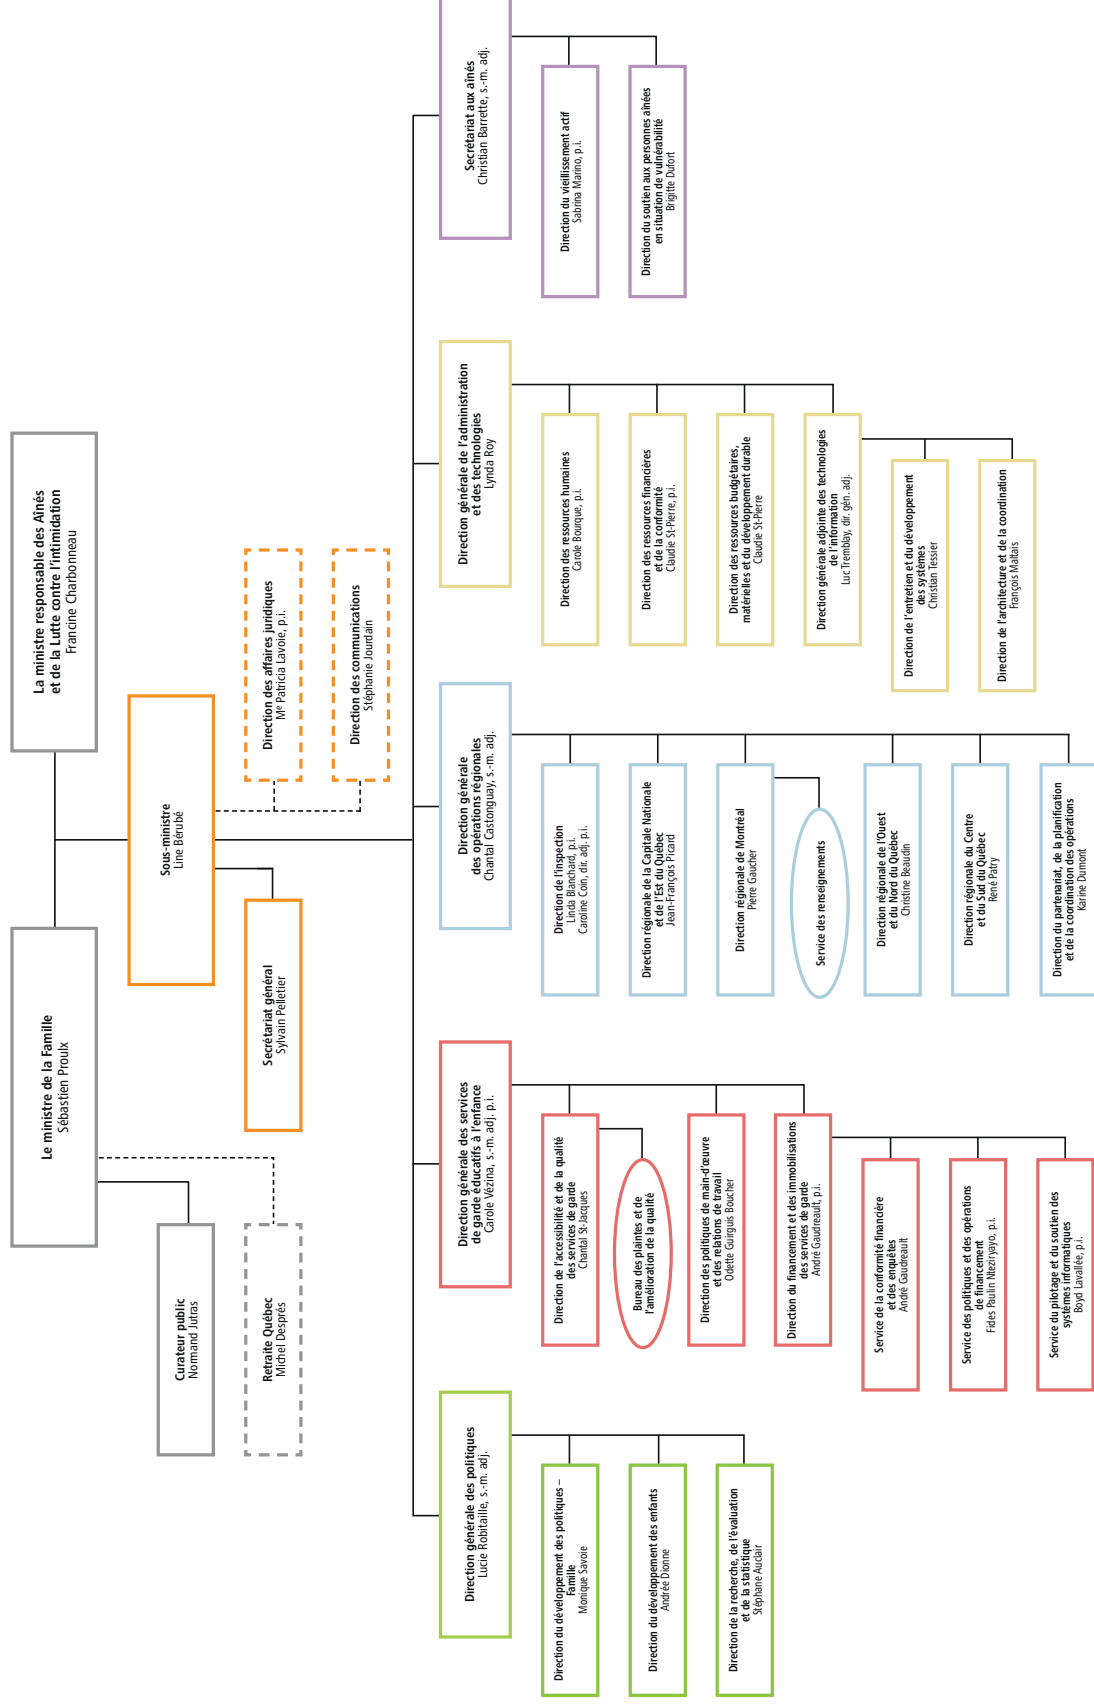 Le ministre de la Famille
Sébastien Proulx
La ministre responsable des Aînés
et de la Lutte contre l'intimidation
Francine Charbonneau
Sous-ministre
Line Bérubé
Curateur public
Normand Jutras
Retraite Québec
Michel Després
Secrétariat général
Sylvain Pelletier
Direction des affaires juridiques
Me Patricia Lavoie, p.i.
Direction des communications
Stéphanie Jourdain
Direction générale des politiques
Lucie Robitaille, s.-m. adj.
Direction du développement des politiques –
Famille
Monique Savoie
Direction du développement des enfants
Andrée Dionne
Direction de la recherche, de l'évaluation
et de la statistique
Stéphane Auclair
Direction générale des services
de garde éducatifs à l'enfance
Carole Vézina, s.-m. adj. p.i.
Direction de l'accessibilité et de la qualité
des services de garde
Chantal St-Jacques
Bureau des plaintes et de
l'amélioration de la qualité
Direction des politiques de main-d'œuvre
et des relations de travail
Odette Guirguis Boucher
Direction du financement et des immobilisations
des services de garde
André Gaudreault, p.i.
Service de la conformité financière
et des enquêtes
André Gaudreault
Service des politiques et des opérations
de financement
Fides Paulin Nteziryayo, p.i.
Service du pilotage et du soutien des
systèmes informatiques
Boyd Lavallée, p.i.
Direction générale
des opérations régionales
Chantal Castonguay, s.-m. adj.
Direction de l'inspection
Linda Blanchard, p.i.
Caroline Coin, dir. adj. p.i.
Direction régionale de la Capitale Nationale
et de l'Est du Québec
Jean-François Picard
Direction régionale de Montréal
Pierre Gaucher
Service des renseignements
Direction régionale de l'Ouest
et du Nord du Québec
Christine Beaudin
Direction régionale du Centre
et du Sud du Québec
René Patry
Direction du partenariat, de la planification
et de la coordination des opérations
Karine Dumont
Direction générale de l'administration
et des technologies
Lynda Roy
Direction des ressources humaines
Carole Bourque, p.i.
Direction des ressources financières
et de la conformité
Claudie St-Pierre, p.i.
Direction des ressources budgétaires,
matérielles et du développement durable
Claudie St-Pierre
Direction générale adjointe des technologies
de l'information
Luc Tremblay, dir. gén. adj.
Direction de l'entretien et du développement
des systèmes
Christian Tessier
Direction de l'architecture et de la coordination
François Maltais
Secrétariat aux aînés
Christian Barrette, s.-m. adj.
Direction du vieillissement actif
Sabrina Marino, p.i.
Direction du soutien aux personnes aînées
en situation de vulnérabilité
Brigitte Dufort